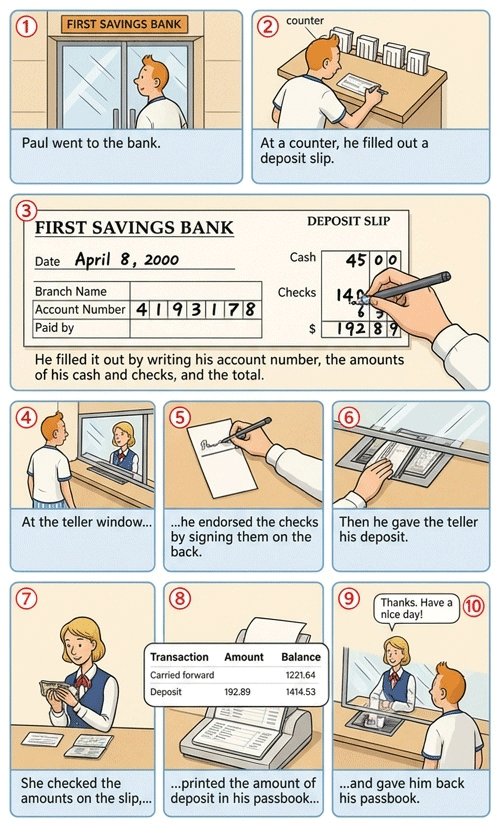 1
FIRST SAVINGS BANK
Paul went to the bank.
2
counter
At a counter, he filled out a
deposit slip.
3
FIRST SAVINGS BANK
DEPOSIT SLIP
Date April 8, 2000
Cash 45 00
Branch Name
Checks 14
Account Number 4 1 9 3 1 7 8
Paid by
$ 192 89
He filled it out by writing his account number, the amounts
of his cash and checks, and the total.
4
At the teller window...
5
...he endorsed the checks
by signing them on the
back.
6
Then he gave the teller
his deposit.
7
She checked the
amounts on the slip,...
8
Transaction Amount Balance
Carried forward 1221.64
Deposit 192.89 1414.53
...printed the amount of
deposit in his passbook...
9
Thanks. Have a
nice day!
10
...and gave him back
his passbook.